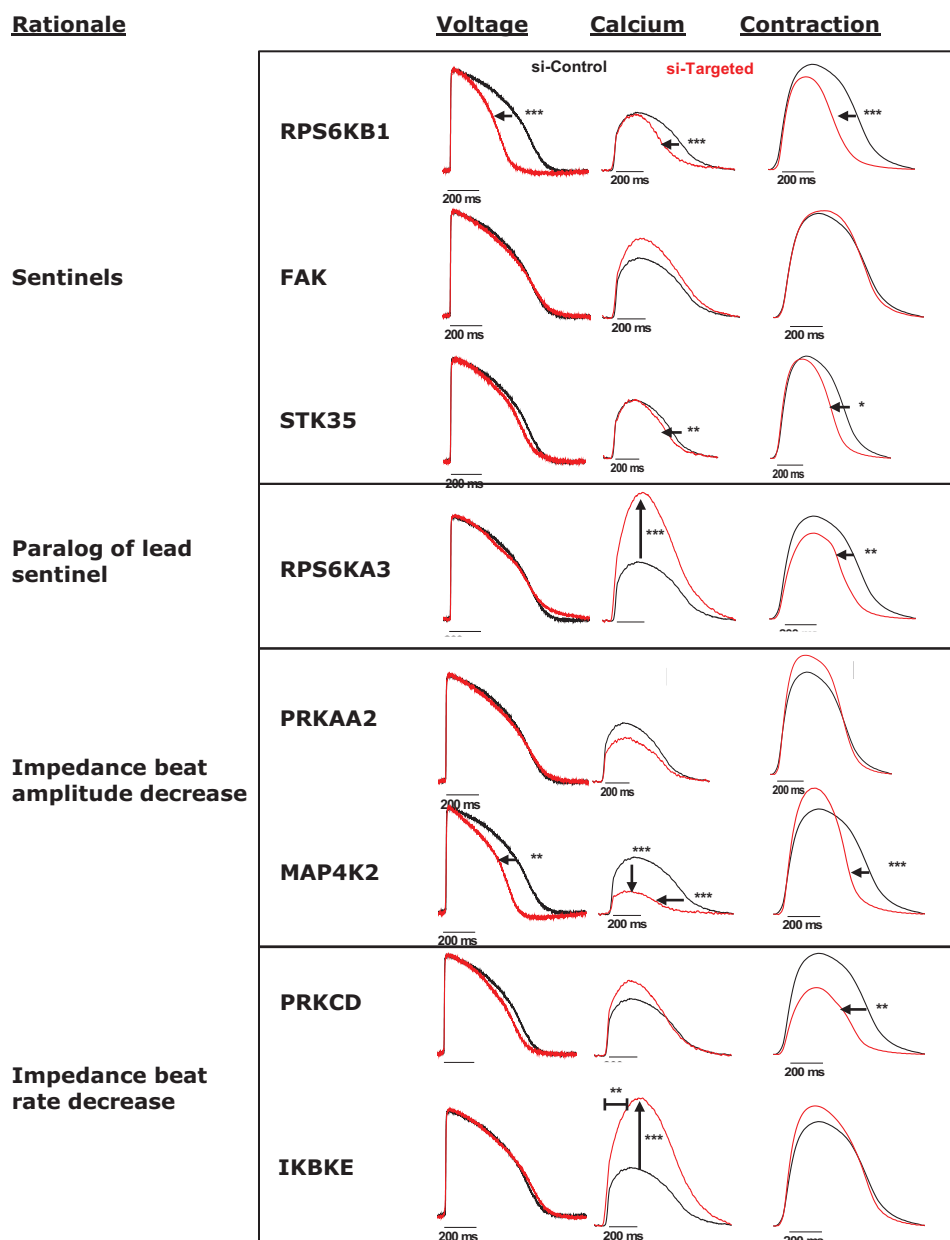 Rationale Voltage Calcium Contraction
si-Control si-Targeted
RPS6KB1
***
***
***
200 ms
200 ms
200 ms
Sentinels
FAK
200 ms
200 ms
200 ms
STK35
**
*
200 ms
200 ms
200 ms
Paralog of lead
sentinel
RPS6KA3
***
**
Impedance beat
amplitude decrease
PRKAA2
200 ms
200 ms
200 ms
MAP4K2
**
***
***
***
200 ms
200 ms
200 ms
Impedance beat
rate decrease
PRKCD
**
200 ms
IKBKE
**
***
200 ms
200 ms
200 ms